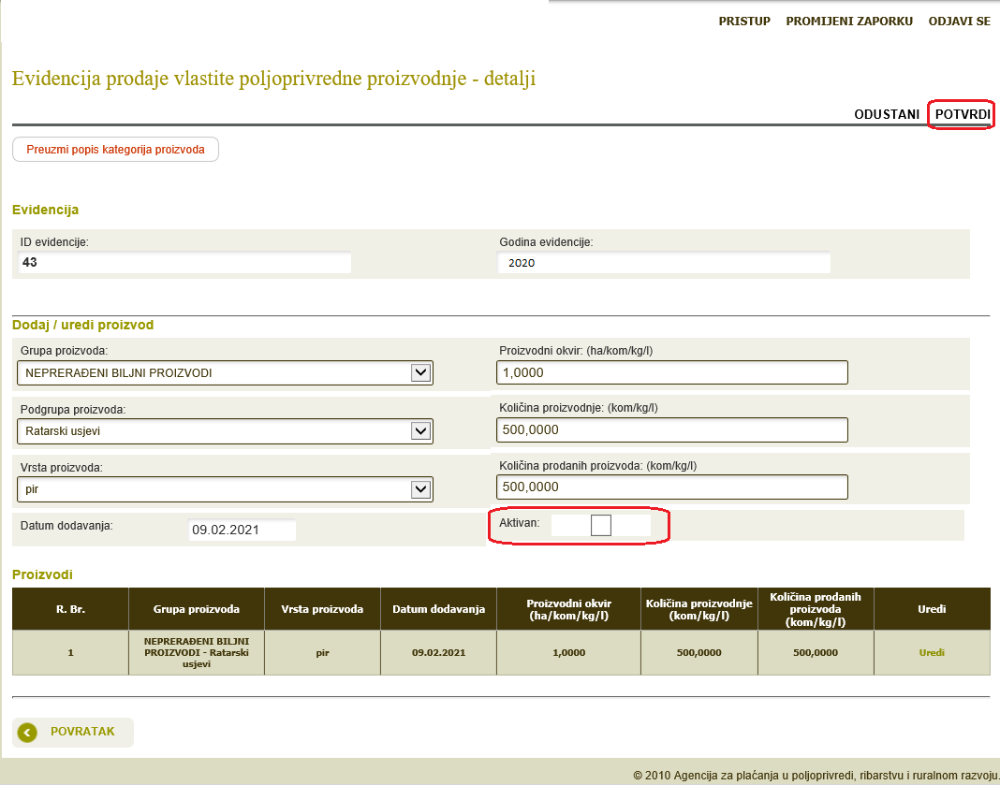 PRISTUP PROMIJENI ZAPORKU ODJAVI SE
Evidencija prodaje vlastite poljoprivredne proizvodnje - detalji
ODUSTANI POTVRDI
Preuzmi popis kategorija proizvoda
Evidencija
ID evidencije: Godina evidencije:
43 2020
Dodaj / uredi proizvod
Grupa proizvoda: Proizvodni okvir: (ha/kom/kg/l)
NEPRERAĐENI BILJNI PROIZVODI 1,0000
Podgrupa proizvoda: Količina proizvodnje: (kom/kg/l)
Ratarski usjevi 500,0000
Vrsta proizvoda: Količina prodanih proizvoda: (kom/kg/l)
pir 500,0000
Datum dodavanja: 09.02.2021 Aktivan:
Proizvodi
R. Br. Grupa proizvoda Vrsta proizvoda Datum dodavanja Proizvodni okvir (ha/kom/kg/l) Količina proizvodnje (kom/kg/l) Količina prodanih proizvoda (kom/kg/l) Uredi
1 NEPRERAĐENI BILJNI PROIZVODI - Ratarski usjevi pir 09.02.2021 1,0000 500,0000 500,0000 Uredi
POVRATAK
© 2010 Agencija za plaćanja u poljoprivredi, ribarstvu i ruralnom razvoju.